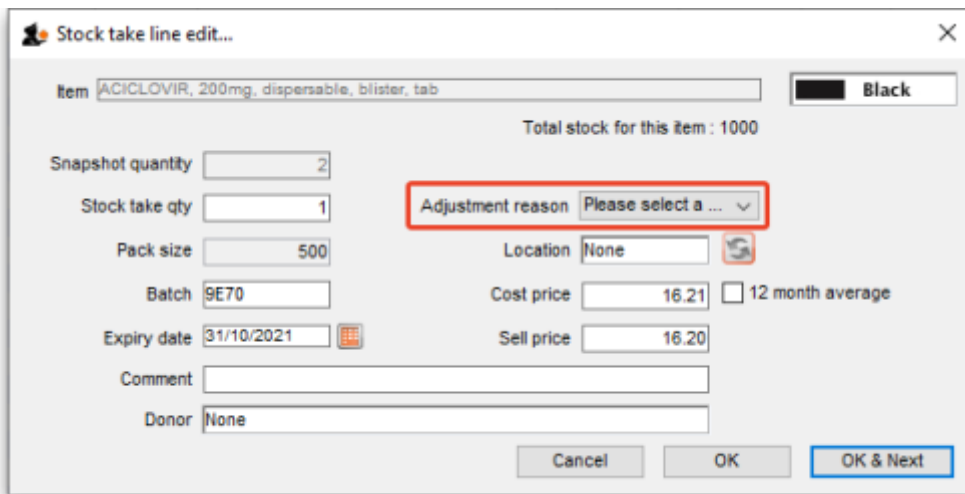 Stock take line edit...
Item ACICLOVIR, 200mg, dispersable, blister, tab Black
Total stock for this item : 1000
Snapshot quantity 2
Stock take qty 1 Adjustment reason Please select a ...
Pack size 500 Location None
Batch 9E70 Cost price 16.21 12 month average
Expiry date 31/10/2021 Sell price 16.20
Comment
Donor None
Cancel OK OK & Next